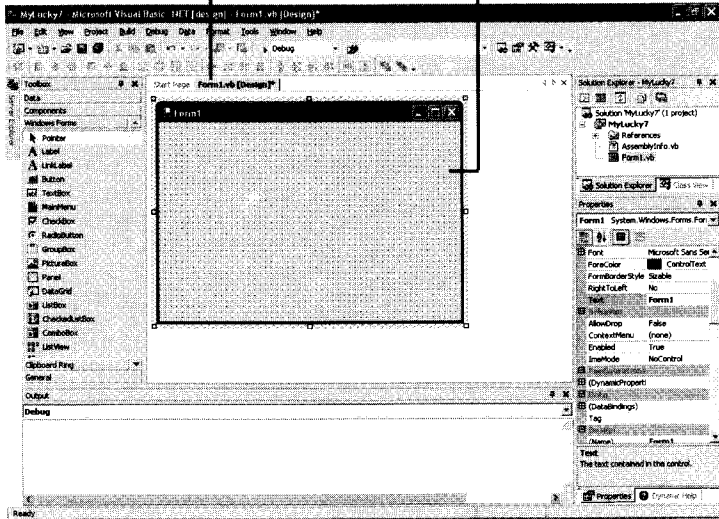 MyLucky7 - Microsoft Visual Basic .NET [design] - Form1.vb [Design]*
File Edit View Project Build Debug Data Format Tools Window Help
Debug
Toolbox
Start Page Form1.vb [Design]*
Solution Explorer - MyLucky7
Server Explorer
Data
Components
Windows Forms
Pointer
Label
LinkLabel
Button
TextBox
MainMenu
CheckBox
RadioButton
GroupBox
PictureBox
Panel
DataGrid
ListBox
CheckedListBox
ComboBox
ListView
Clipboard Ring
General
Form1
Solution 'MyLucky7' (1 project)
MyLucky7
References
AssemblyInfo.vb
Form1.vb
Solution Explorer Class View
Properties
Form1 System.Windows.Forms.For
Font Microsoft Sans Ser
ForeColor ControlText
FormBorderStyle Sizable
RightToLeft No
Text Form1
AllowDrop False
ContextMenu (none)
Enabled True
ImeMode NoControl
(DynamicProperti
Data
(DataBindings)
Tag
(Name) Form1
Text
The text contained in the control.
Properties Dynamic Help
Output
Debug
Ready